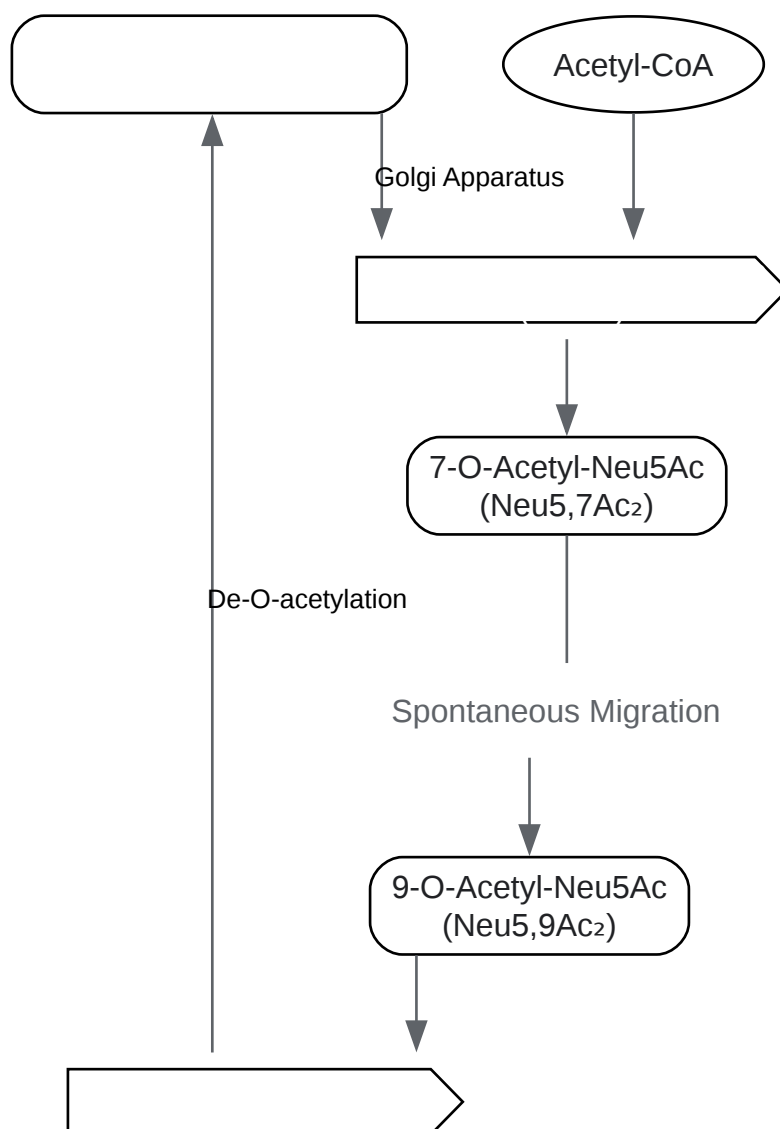 Acetyl-CoA
Golgi Apparatus
7-O-Acetyl-Neu5Ac
(Neu5,7Ac₂)
De-O-acetylation
Spontaneous Migration
9-O-Acetyl-Neu5Ac
(Neu5,9Ac₂)